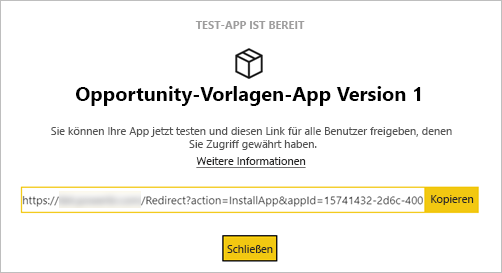 TEST-APP IST BEREIT
Opportunity-Vorlagen-App Version 1
Sie können Ihre App jetzt testen und diesen Link für alle Benutzer freigeben, denen
Sie Zugriff gewährt haben.
Weitere Informationen
https:// /Redirect?action=InstallApp&appId=15741432-2d6c-400 Kopieren
Schließen